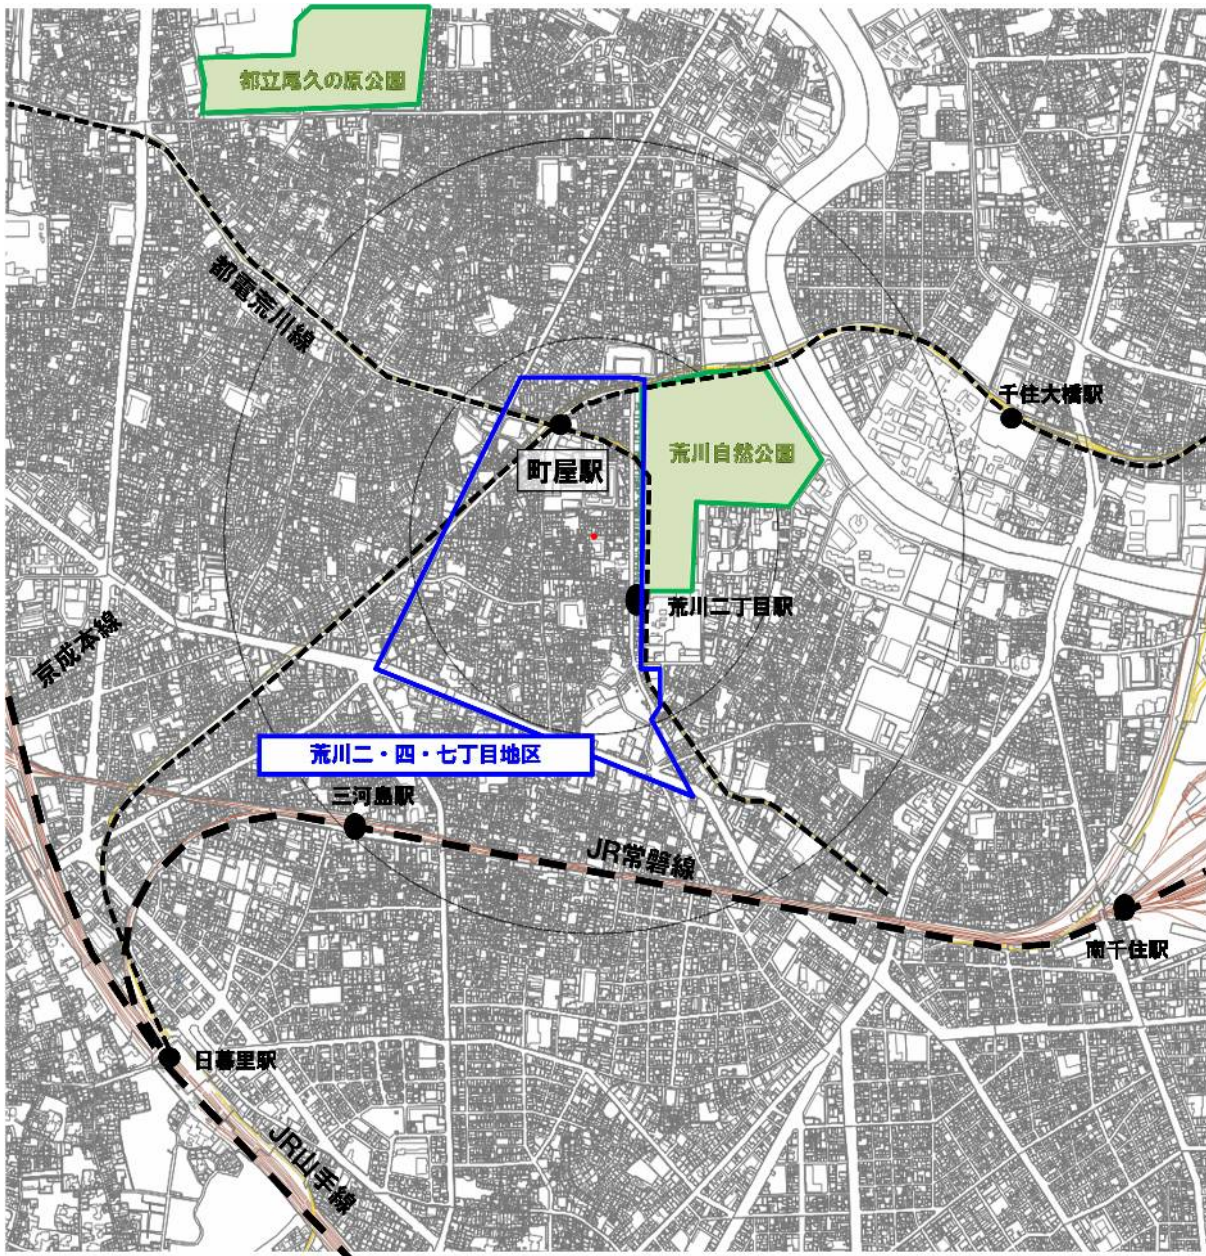 都立尾久の原公園
都電荒川線
千住大橋駅
荒川自然公園
町屋駅
荒川二丁目駅
京成本線
荒川二・四・七丁目地区
三河島駅
JR常磐線
南千住駅
日暮里駅
JR山手線